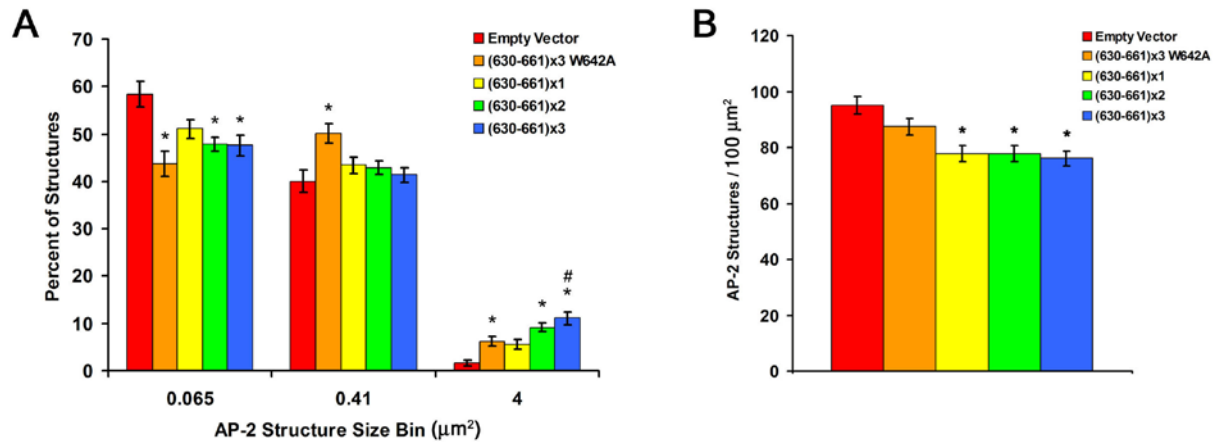 A
70
60
50
40
30
20
10
0
Percent of Structures
Empty Vector
(630-661)x3 W642A
(630-661)x1
(630-661)x2
(630-661)x3
*
*
*
*
*
*
#
*
0.065
0.41
4
AP-2 Structure Size Bin (μm²)
B
120
100
80
60
40
20
0
AP-2 Structures / 100 μm²
Empty Vector
(630-661)x3 W642A
(630-661)x1
(630-661)x2
(630-661)x3
*
*
*